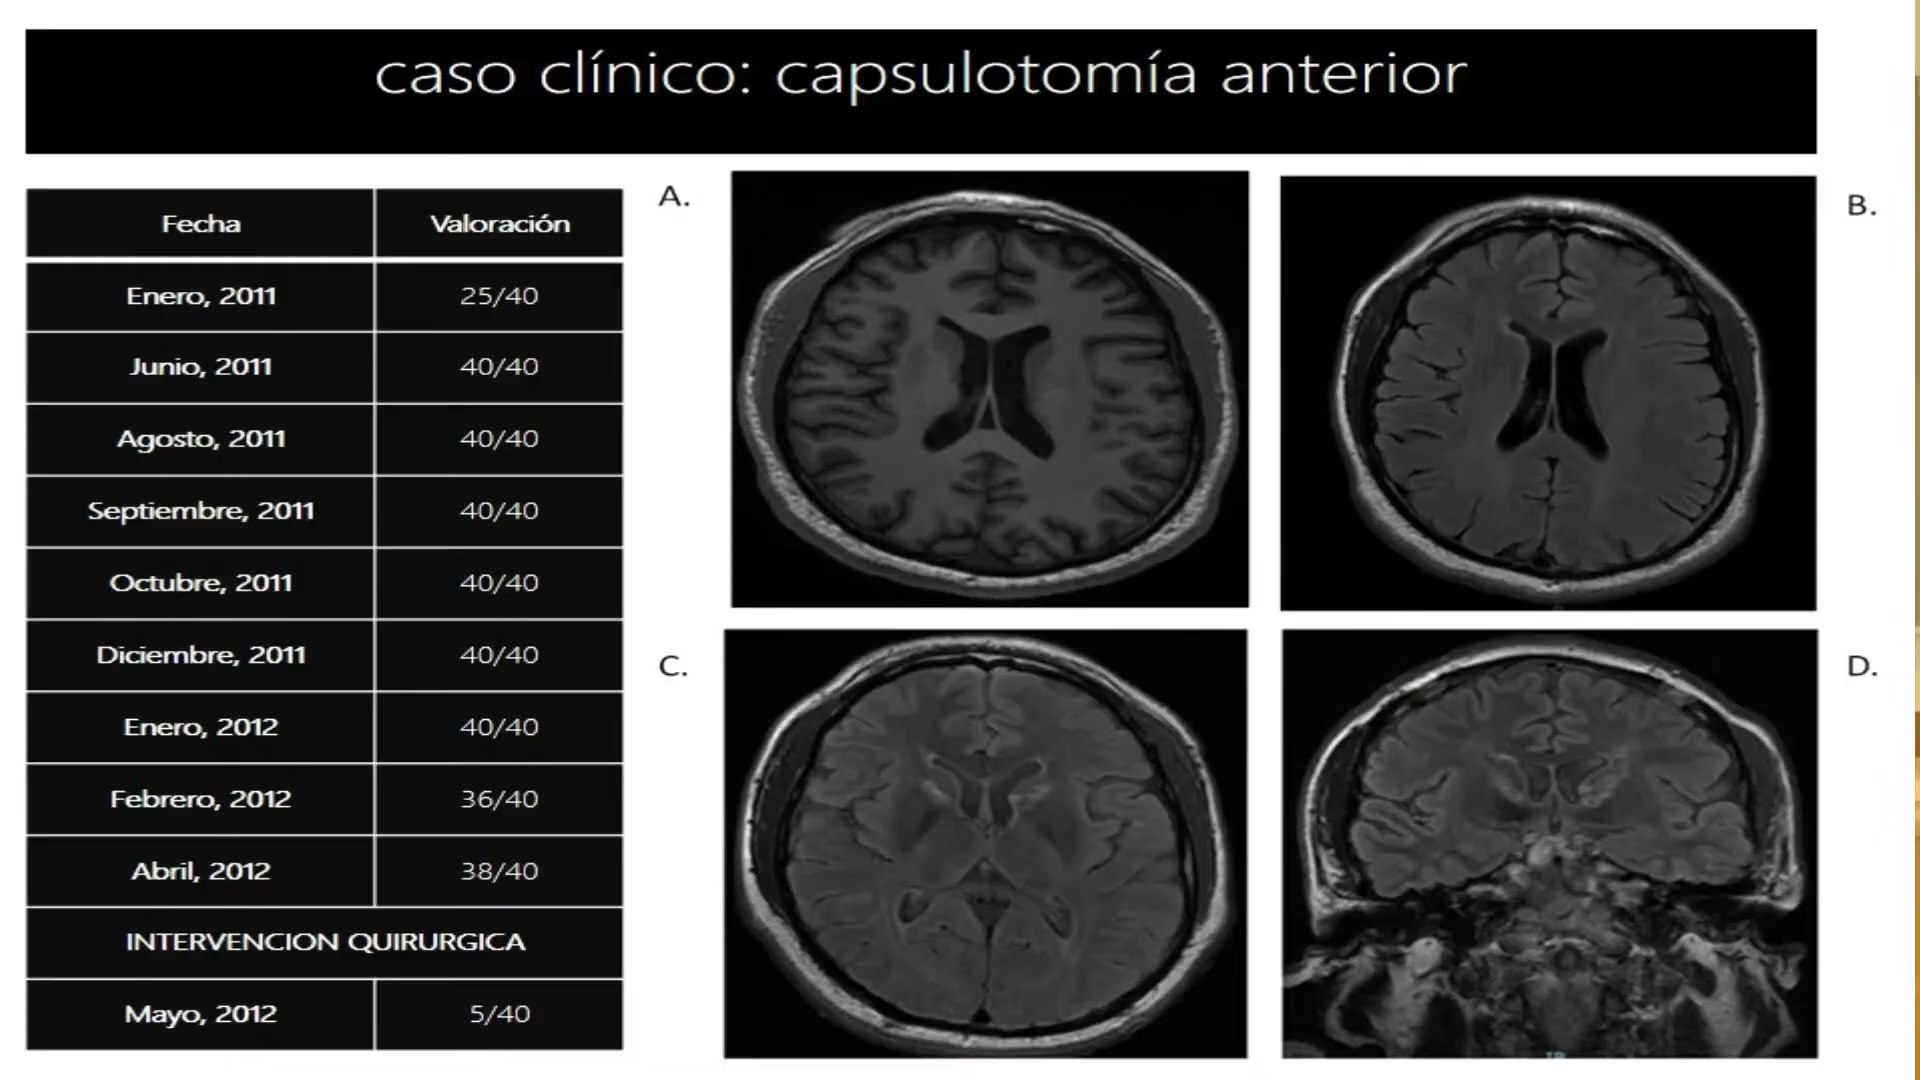 caso clínico: capsulotomía anterior
Fecha Valoración
Enero, 2011 25/40
Junio, 2011 40/40
Agosto, 2011 40/40
Septiembre, 2011 40/40
Octubre, 2011 40/40
Diciembre, 2011 40/40
Enero, 2012 40/40
Febrero, 2012 36/40
Abril, 2012 38/40
INTERVENCION QUIRURGICA
Mayo, 2012 5/40
A.
B.
C.
D.